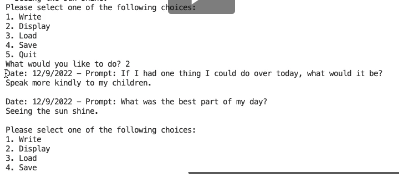 Please select one of the following choices:
1. Write
2. Display
3. Load
4. Save
5. Quit
What would you like to do? 2
Date: 12/9/2022 – Prompt: If I had one thing I could do over today, what would it be?
Speak more kindly to my children.
Date: 12/9/2022 – Prompt: What was the best part of my day?
Seeing the sun shine.
Please select one of the following choices:
1. Write
2. Display
3. Load
4. Save